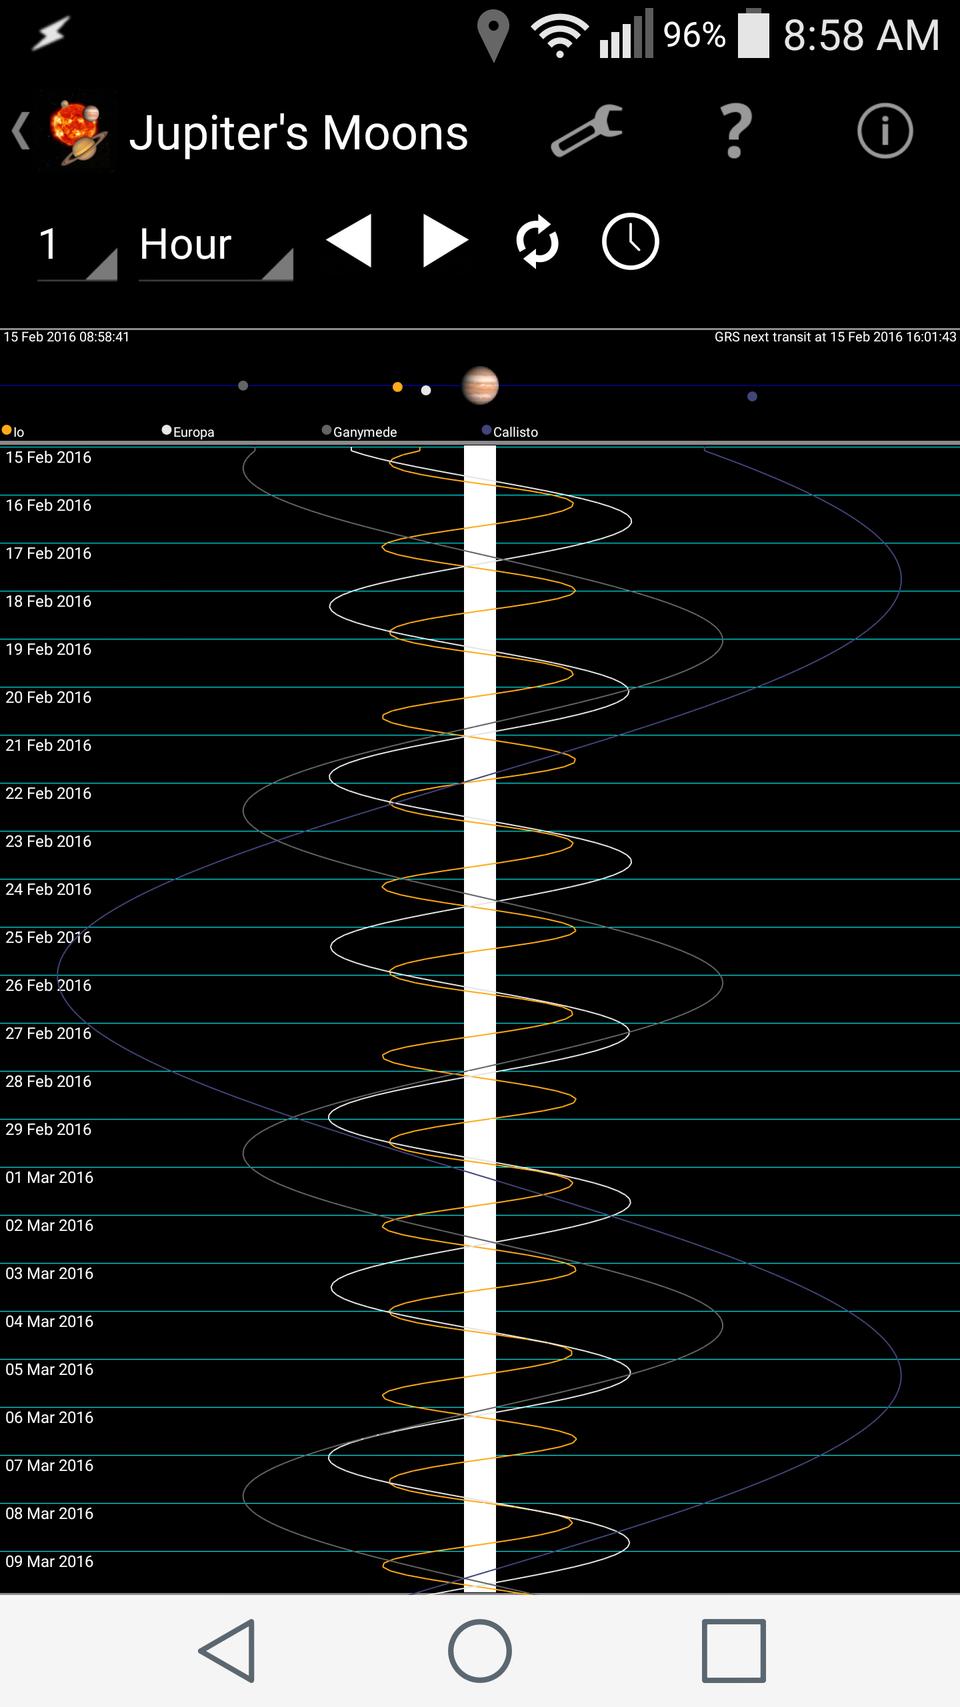 96% 8:58 AM
Jupiter's Moons
1 Hour
15 Feb 2016 08:58:41 GRS next transit at 15 Feb 2016 16:01:43
Io Europa Ganymede Callisto
15 Feb 2016
16 Feb 2016
17 Feb 2016
18 Feb 2016
19 Feb 2016
20 Feb 2016
21 Feb 2016
22 Feb 2016
23 Feb 2016
24 Feb 2016
25 Feb 2016
26 Feb 2016
27 Feb 2016
28 Feb 2016
29 Feb 2016
01 Mar 2016
02 Mar 2016
03 Mar 2016
04 Mar 2016
05 Mar 2016
06 Mar 2016
07 Mar 2016
08 Mar 2016
09 Mar 2016